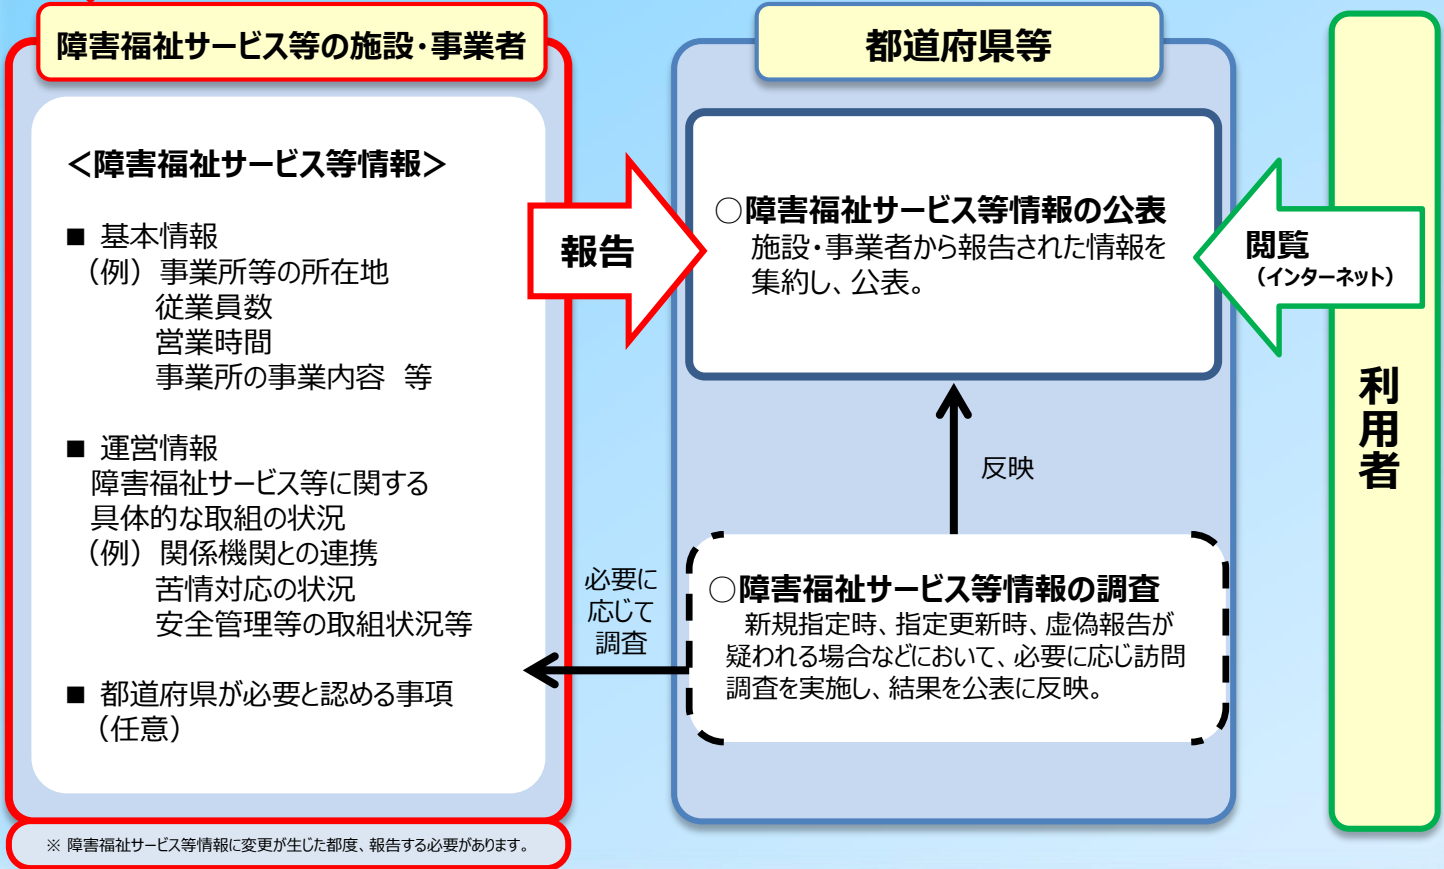 障害福祉サービス等の施設・事業者
＜障害福祉サービス等情報＞
■ 基本情報
（例）事業所等の所在地
従業員数
営業時間
事業所の事業内容 等
■ 運営情報
障害福祉サービス等に関する
具体的な取組の状況
（例）関係機関との連携
苦情対応の状況
安全管理等の取組状況等
■ 都道府県が必要と認める事項
（任意）
※ 障害福祉サービス等情報に変更が生じた都度、報告する必要があります。
報告
必要に
応じて
調査
都道府県等
○障害福祉サービス等情報の公表
施設・事業者から報告された情報を
集約し、公表。
反映
○障害福祉サービス等情報の調査
新規指定時、指定更新時、虚偽報告が
疑われる場合などにおいて、必要に応じ訪問
調査を実施し、結果を公表に反映。
閲覧
（インターネット）
利用者